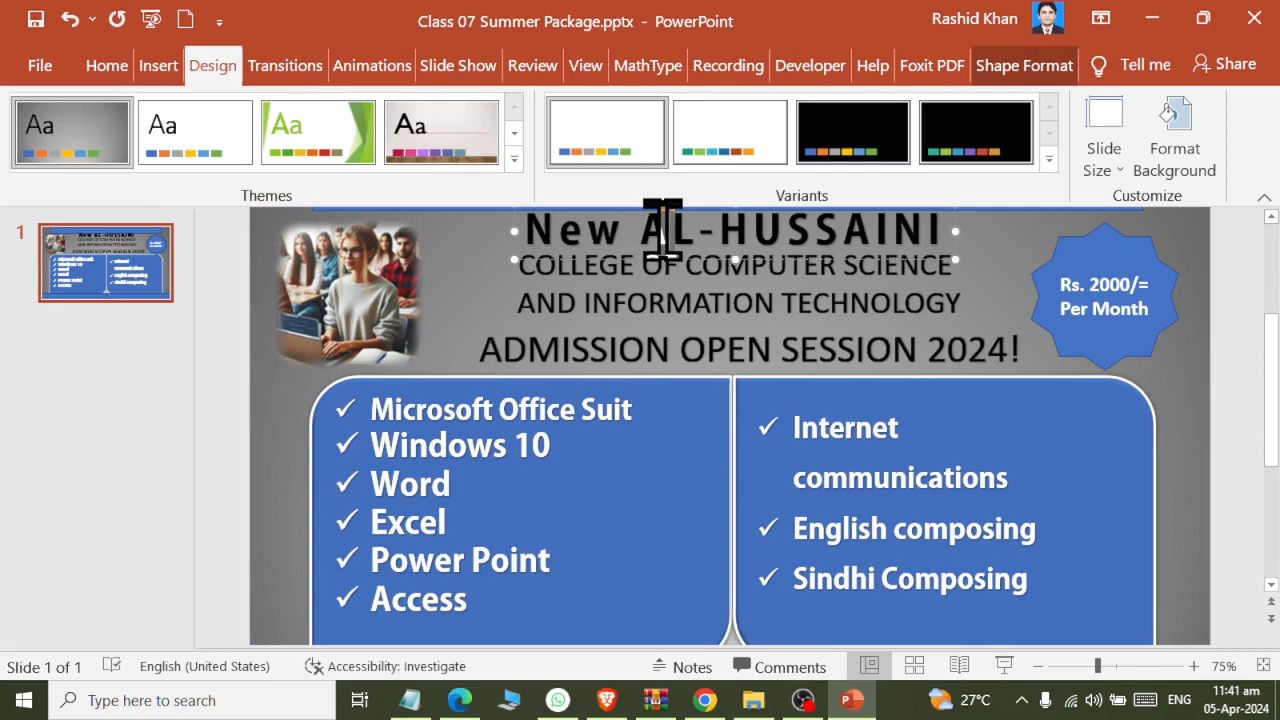 Class 07 Summer Package.pptx - PowerPoint
Rashid Khan
File Home Insert Design Transitions Animations Slide Show Review View MathType Recording Developer Help Foxit PDF Shape Format Tell me Share
Aa Aa Aa Aa
Slide Size
Format Background
Themes
Variants
Customize
1
New AL-HUSSAINI
COLLEGE OF COMPUTER SCIENCE
AND INFORMATION TECHNOLOGY
ADMISSION OPEN SESSION 2024!
Rs. 2000/=
Per Month
✓ Microsoft Office Suit
✓ Windows 10
✓ Word
✓ Excel
✓ Power Point
✓ Access
✓ Internet
communications
✓ English composing
✓ Sindhi Composing
Slide 1 of 1 English (United States) Accessibility: Investigate Notes Comments 75%
Type here to search
27°C
ENG
11:41 am
05-Apr-2024